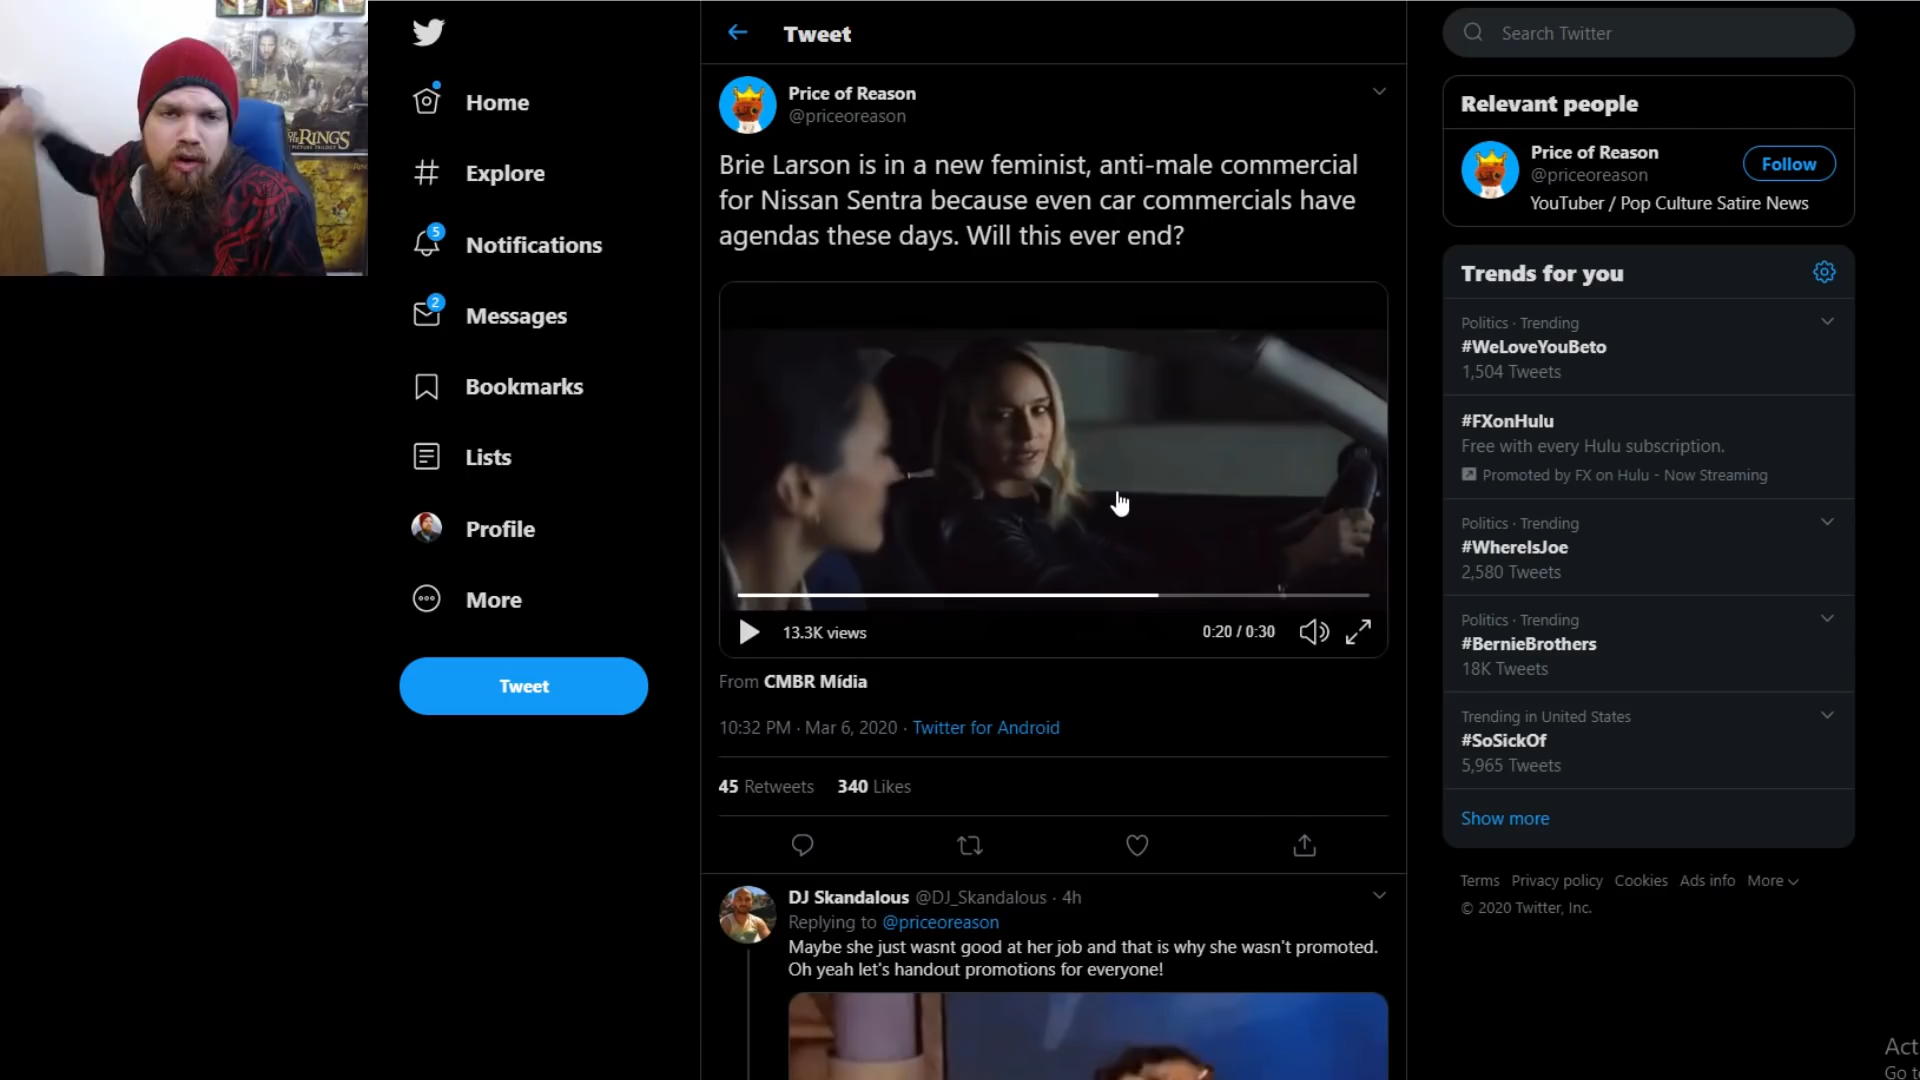 THE RINGS
Home
Explore
5
Notifications
2
Messages
Bookmarks
Lists
Profile
More
Tweet
Tweet
Price of Reason
@priceoreason
Brie Larson is in a new feminist, anti-male commercial
for Nissan Sentra because even car commercials have
agendas these days. Will this ever end?
13.3K views
0:20 / 0:30
From CMBR Mídia
10:32 PM · Mar 6, 2020 · Twitter for Android
45 Retweets 340 Likes
DJ Skandalous @DJ_Skandalous · 4h
Replying to @priceoreason
Maybe she just wasnt good at her job and that is why she wasn't promoted.
Oh yeah let's handout promotions for everyone!
Search Twitter
Relevant people
Price of Reason
@priceoreason
Follow
YouTuber / Pop Culture Satire News
Trends for you
Politics · Trending
#WeLoveYouBeto
1,504 Tweets
#FXonHulu
Free with every Hulu subscription.
Promoted by FX on Hulu - Now Streaming
Politics · Trending
#WhereIsJoe
2,580 Tweets
Politics · Trending
#BernieBrothers
18K Tweets
Trending in United States
#SoSickOf
5,965 Tweets
Show more
Terms Privacy policy Cookies Ads info More
© 2020 Twitter, Inc.
Act
Go t